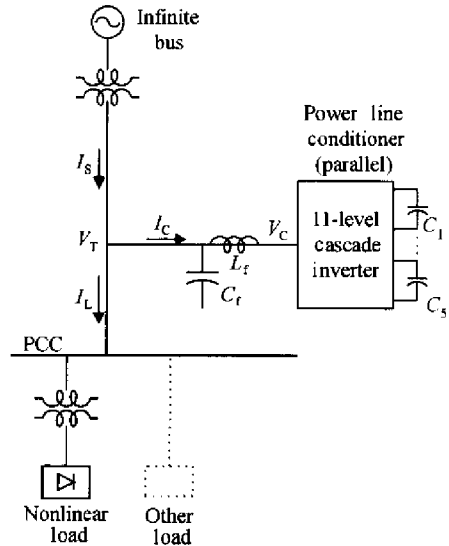 Infinite
bus
Power line
conditioner
(parallel)
I_S
V_T
I_C
V_C
L_f
C_f
11-level
cascade
inverter
C_1
C_5
I_L
PCC
Nonlinear
load
Other
load